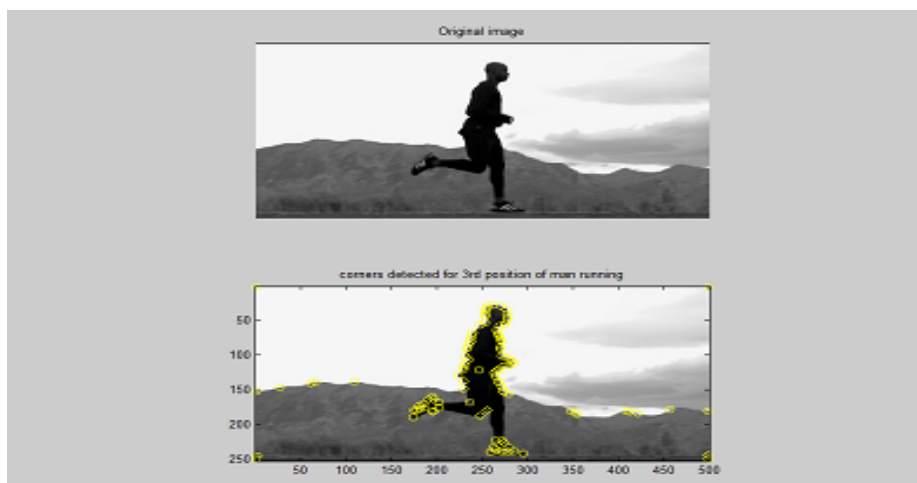 Original image
corners detected for 3rd position of man running
50
100
150
200
250
50 100 150 200 250 300 350 400 450 500